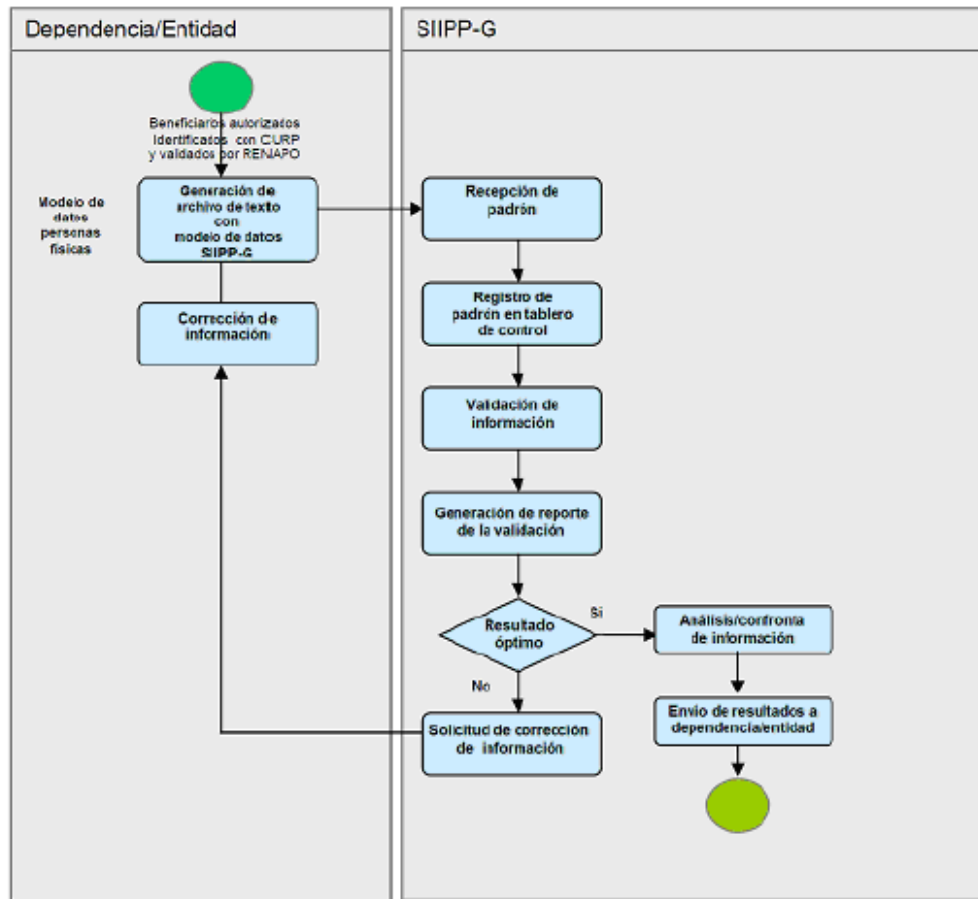 Dependencia/Entidad
SIIPP-G
Beneficiarios autorizados
Identificados con CURP
y validados por RENAPO
Modelo de
datos
personas
físicas
Generación de
archivo de texto
con
modelo de datos
SIIPP-G
Corrección de
información
Recepción de
padrón
Registro de
padrón en tablero
de control
Validación de
información
Generación de reporte
de la validación
Resultado
óptimo
Si
No
Análisis/confronta
de información
Envío de resultados a
dependencia/entidad
Solicitud de corrección
de información